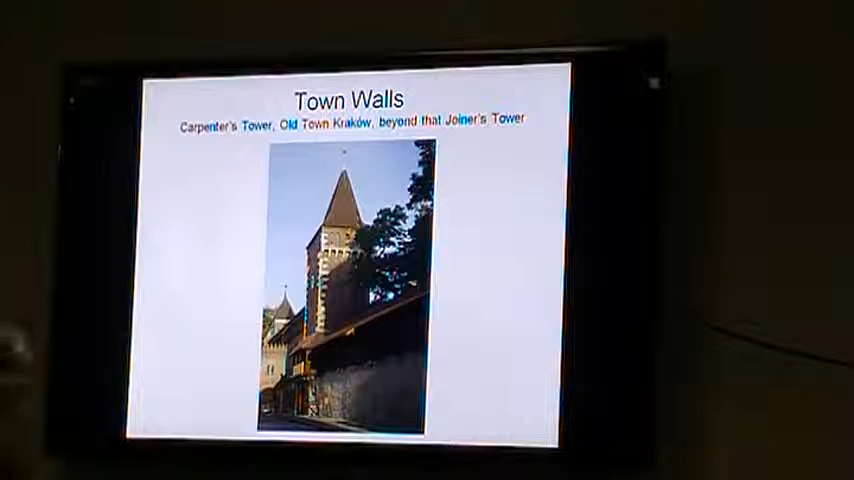 Town Walls
Carpenter's Tower, Old Town Kraków, beyond that Joiner's Tower